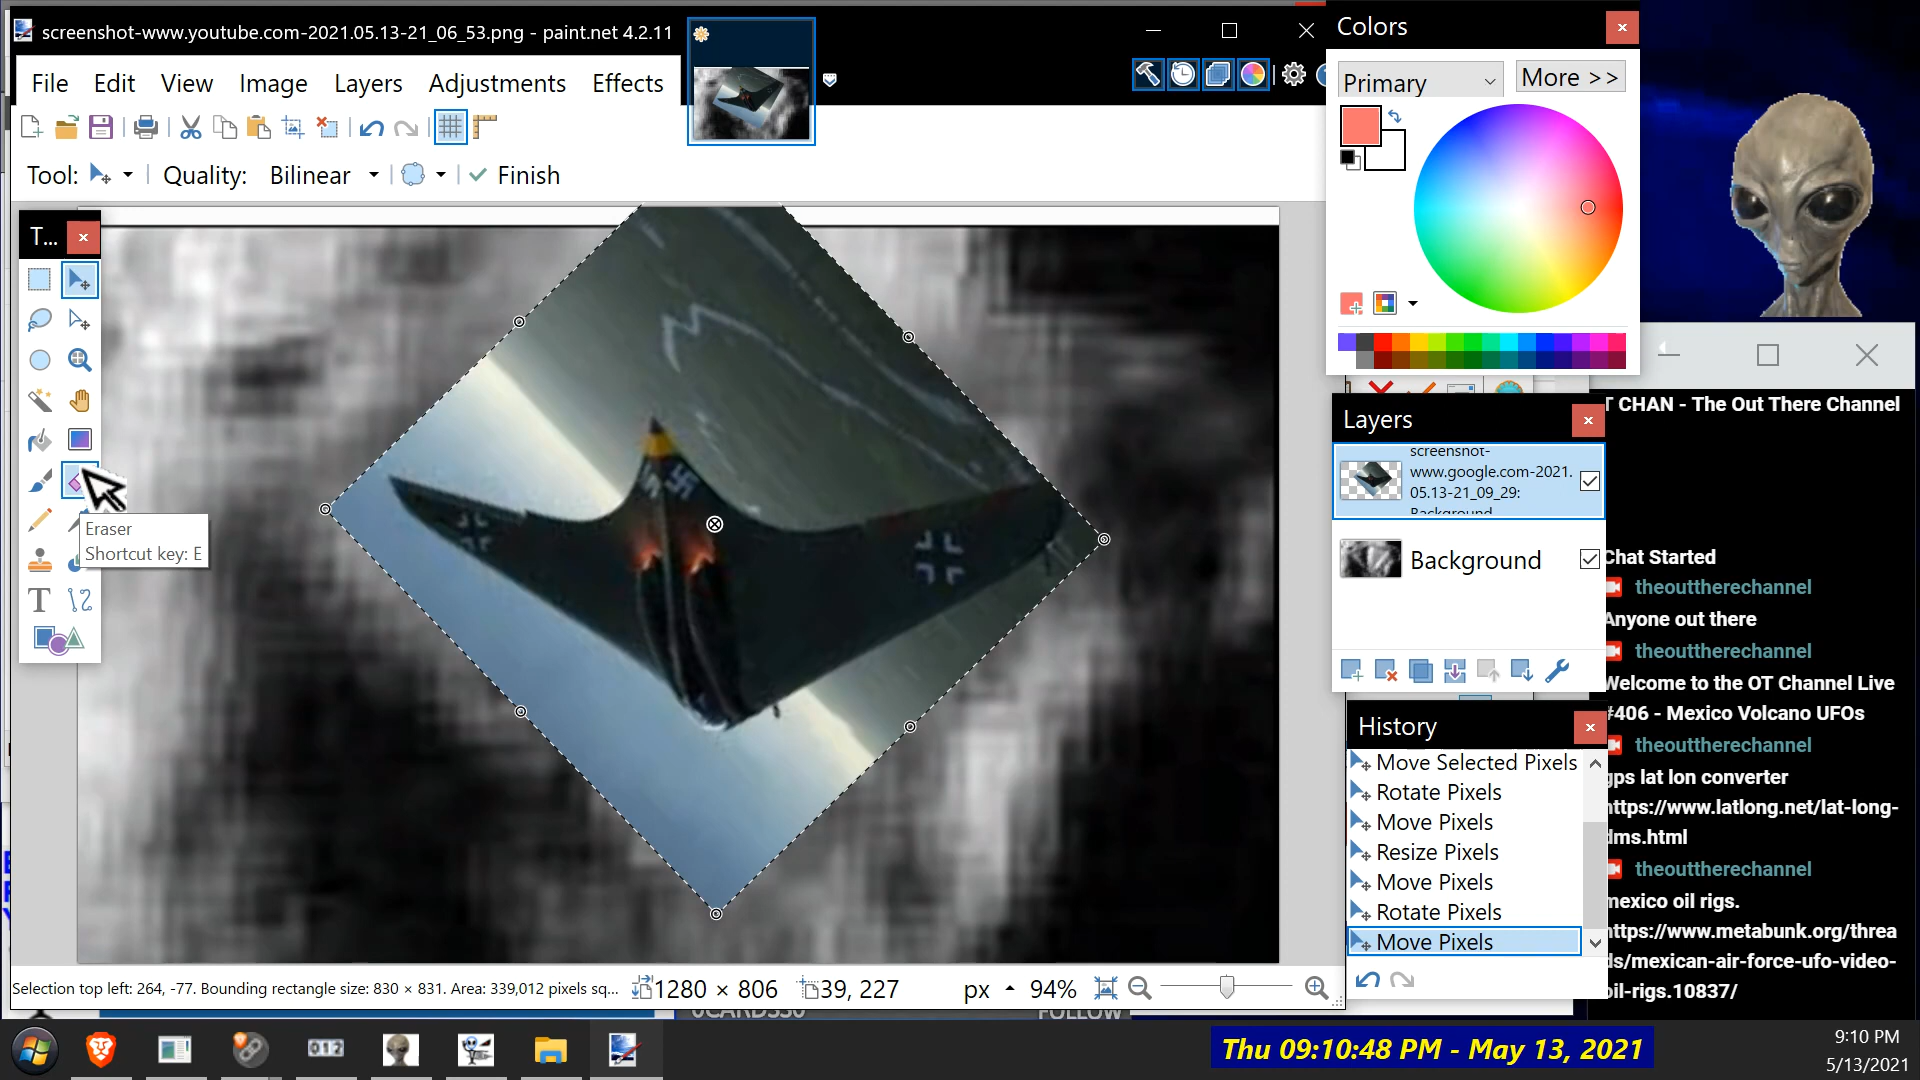 screenshot-www.youtube.com-2021.05.13-21_06_53.png - paint.net 4.2.11
File Edit View Image Layers Adjustments Effects
Tool: Quality: Bilinear Finish
T...
Eraser
Shortcut key: E
T
Colors
Primary
More >>
Layers
screenshot-
www.google.com-2021.
05.13-21_09_29:
Background
Background
History
Move Selected Pixels
Rotate Pixels
Move Pixels
Resize Pixels
Move Pixels
Rotate Pixels
Move Pixels
T CHAN - The Out There Channel
Chat Started
theouttherechannel
Anyone out there
theouttherechannel
Welcome to the OT Channel Live
#406 - Mexico Volcano UFOs
theouttherechannel
gps lat lon converter
https://www.latlong.net/lat-long-
dms.html
theouttherechannel
mexico oil rigs.
https://www.metabunk.org/threa
ds/mexican-air-force-ufo-video-
oil-rigs.10837/
Selection top left: 264, -77. Bounding rectangle size: 830 × 831. Area: 339,012 pixels sq... 1280 × 806 39, 227 px 94%
FOLLOW
012
Thu 09:10:48 PM - May 13, 2021
9:10 PM
5/13/2021